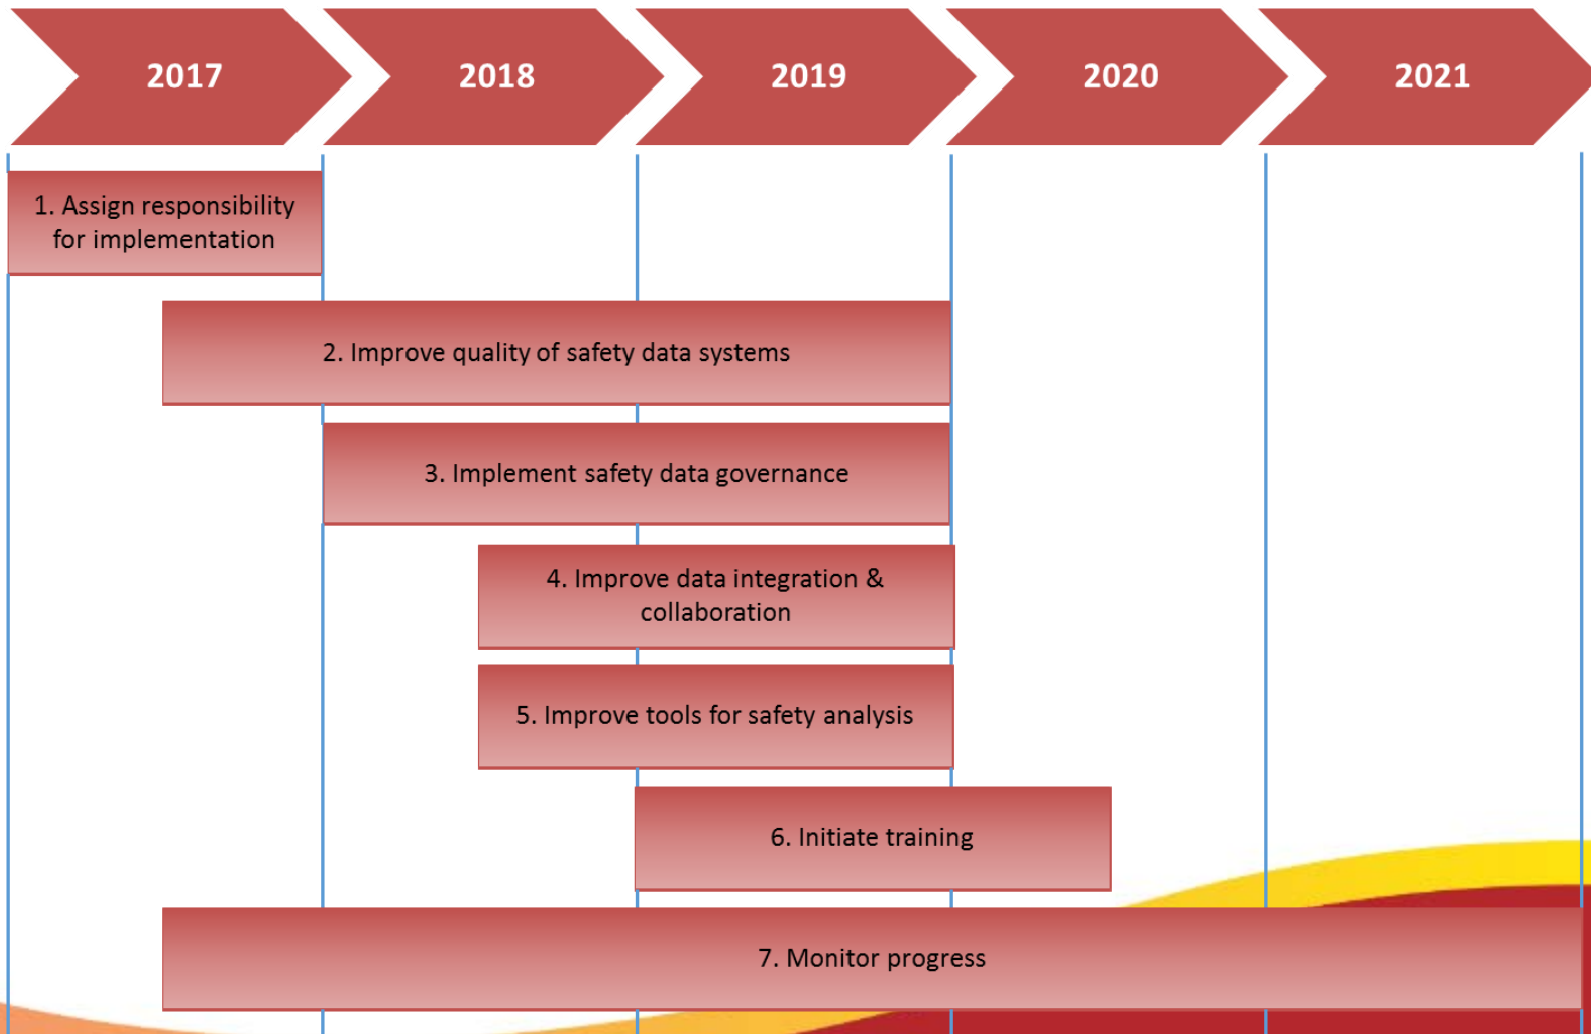 2017
2018
2019
2020
2021
1. Assign responsibility
for implementation
2. Improve quality of safety data systems
3. Implement safety data governance
4. Improve data integration &
collaboration
5. Improve tools for safety analysis
6. Initiate training
7. Monitor progress